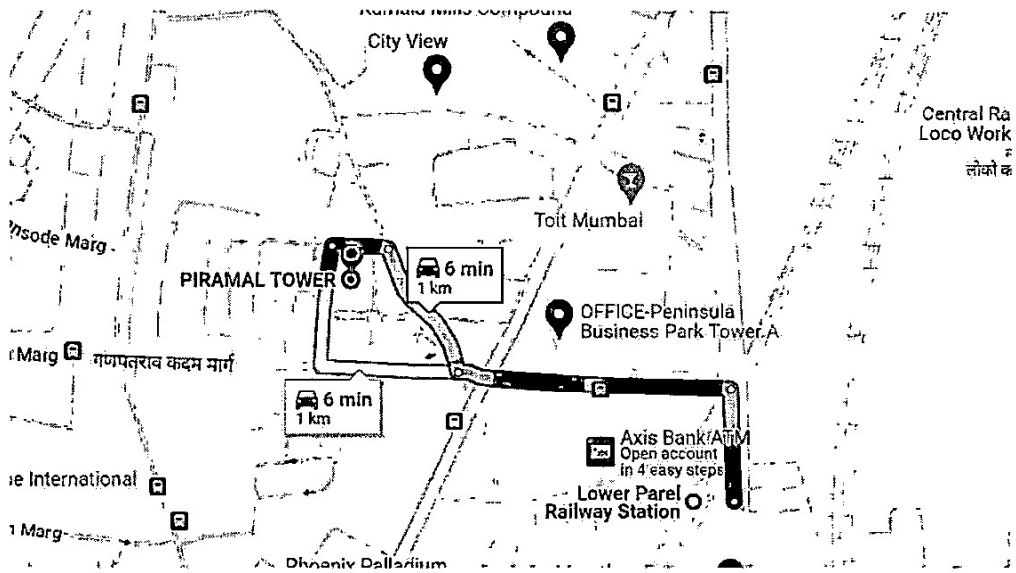 City View
Central Ra
Loco Work
लोको क
Toit Mumbai
nsode Marg
6 min
1 km
PIRAMAL TOWER
OFFICE-Peninsula
Business Park Tower A
Marg
गणपतराव कदम मार्ग
6 min
1 km
Axis Bank ATM
Open account
in 4 easy steps
Lower Parel
Railway Station
e International
Marg
Phoenix Palladium